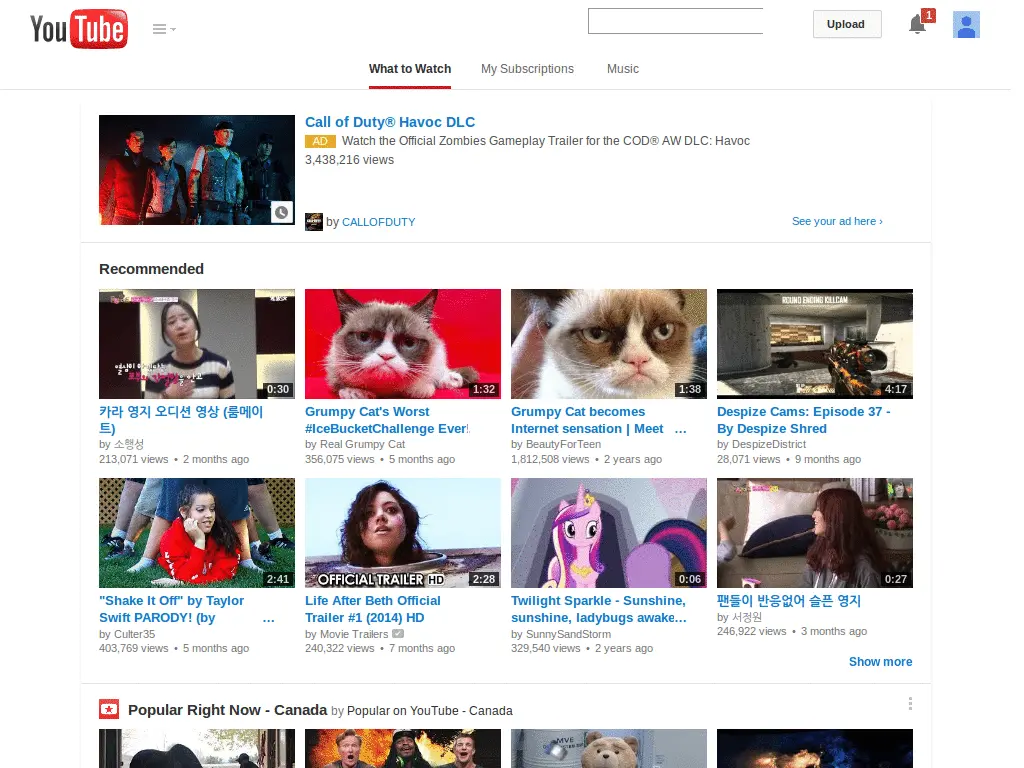 YouTube
Upload
1
What to Watch
My Subscriptions
Music
Call of Duty® Havoc DLC
AD Watch the Official Zombies Gameplay Trailer for the COD® AW DLC: Havoc
3,438,216 views
by CALLOFDUTY
See your ad here ›
Recommended
0:30
1:32
1:38
ROUND ENDING KILLCAM
4:17
카라 영지 오디션 영상 (룸메이
트)
by 소행성
213,071 views • 2 months ago
Grumpy Cat's Worst
#IceBucketChallenge Ever!
by Real Grumpy Cat
356,075 views • 5 months ago
Grumpy Cat becomes
Internet sensation | Meet ...
by BeautyForTeen
1,812,508 views • 2 years ago
Despize Cams: Episode 37 -
By Despize Shred
by DespizeDistrict
28,071 views • 9 months ago
2:41
OFFICIAL TRAILER HD
2:28
0:06
0:27
"Shake It Off" by Taylor
Swift PARODY! (by ...
by Culter35
403,769 views • 5 months ago
Life After Beth Official
Trailer #1 (2014) HD
by Movie Trailers
240,322 views • 7 months ago
Twilight Sparkle - Sunshine,
sunshine, ladybugs awake...
by SunnySandStorm
329,540 views • 2 years ago
팬들이 반응없어 슬픈 영지
by 서정원
246,922 views • 3 months ago
Show more
Popular Right Now - Canada by Popular on YouTube - Canada